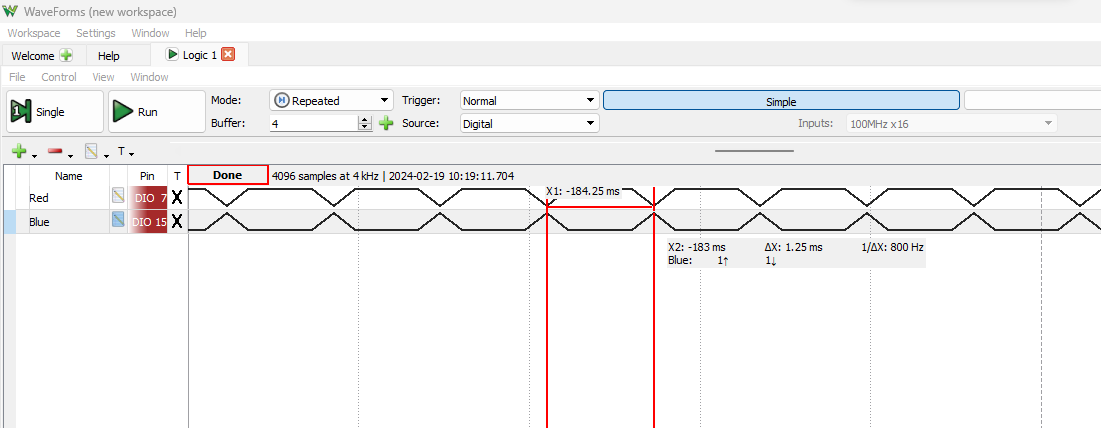 WaveForms (new workspace)
Workspace Settings Window Help
Welcome Help Logic 1
File Control View Window
1 Single Run Mode: Repeated Trigger: Normal Simple
Buffer: 4 Source: Digital Inputs: 100MHz x16
T
Name Pin T Done 4096 samples at 4 kHz | 2024-02-19 10:19:11.704
Red DIO 7 X X1: -184.25 ms
Blue DIO 15 X
X2: -183 ms ΔX: 1.25 ms 1/ΔX: 800 Hz
Blue: 1↑ 1↓